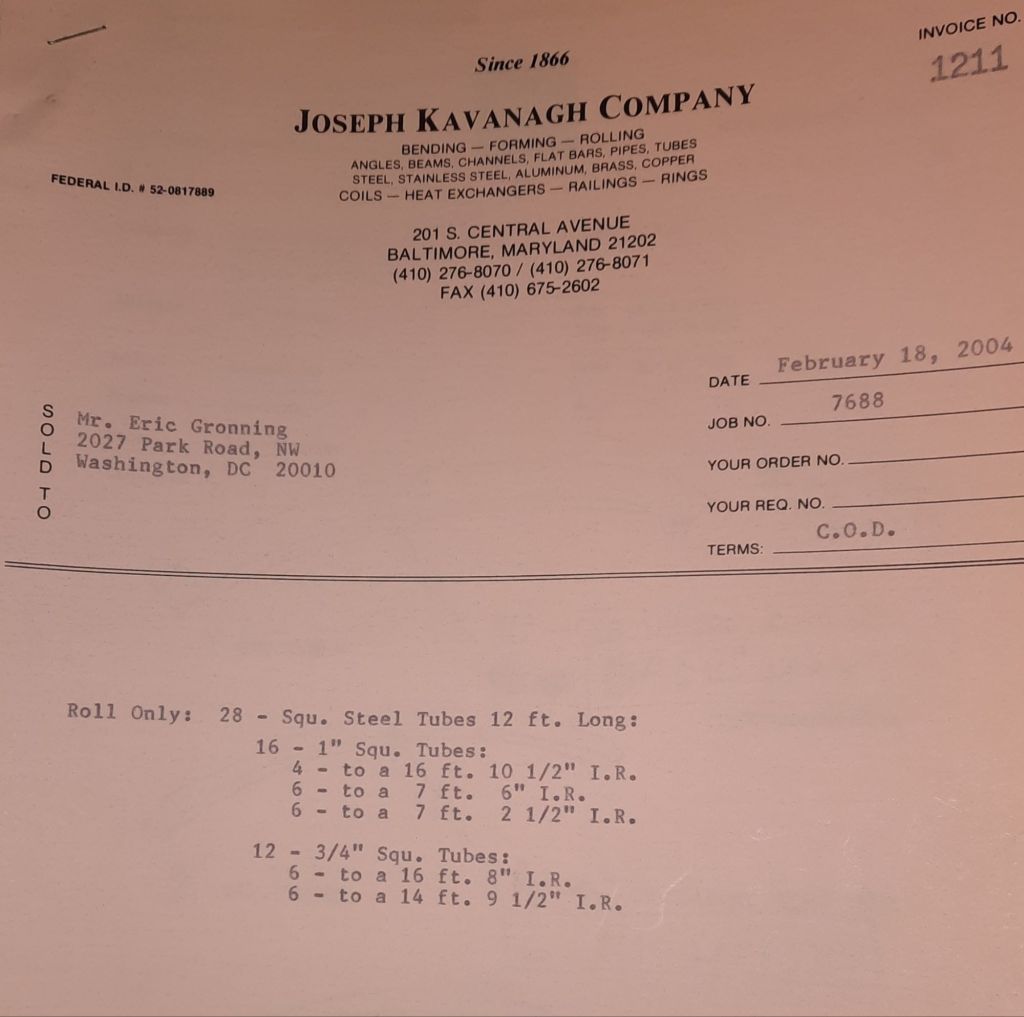 INVOICE NO.
1211
Since 1866
JOSEPH KAVANAGH COMPANY
BENDING — FORMING — ROLLING
ANGLES, BEAMS, CHANNELS, FLAT BARS, PIPES, TUBES
STEEL, STAINLESS STEEL, ALUMINUM, BRASS, COPPER
COILS — HEAT EXCHANGERS — RAILINGS — RINGS
FEDERAL I.D. # 52-0817889
201 S. CENTRAL AVENUE
BALTIMORE, MARYLAND 21202
(410) 276-8070 / (410) 276-8071
FAX (410) 675-2602
DATE February 18, 2004
JOB NO. 7688
YOUR ORDER NO.
YOUR REQ. NO.
TERMS: C.O.D.
SOLD TO
Mr. Eric Gronning
2027 Park Road, NW
Washington, DC 20010
Roll Only: 28 - Squ. Steel Tubes 12 ft. Long:
16 - 1" Squ. Tubes:
4 - to a 16 ft. 10 1/2" I.R.
6 - to a 7 ft. 6" I.R.
6 - to a 7 ft. 2 1/2" I.R.
12 - 3/4" Squ. Tubes:
6 - to a 16 ft. 8" I.R.
6 - to a 14 ft. 9 1/2" I.R.